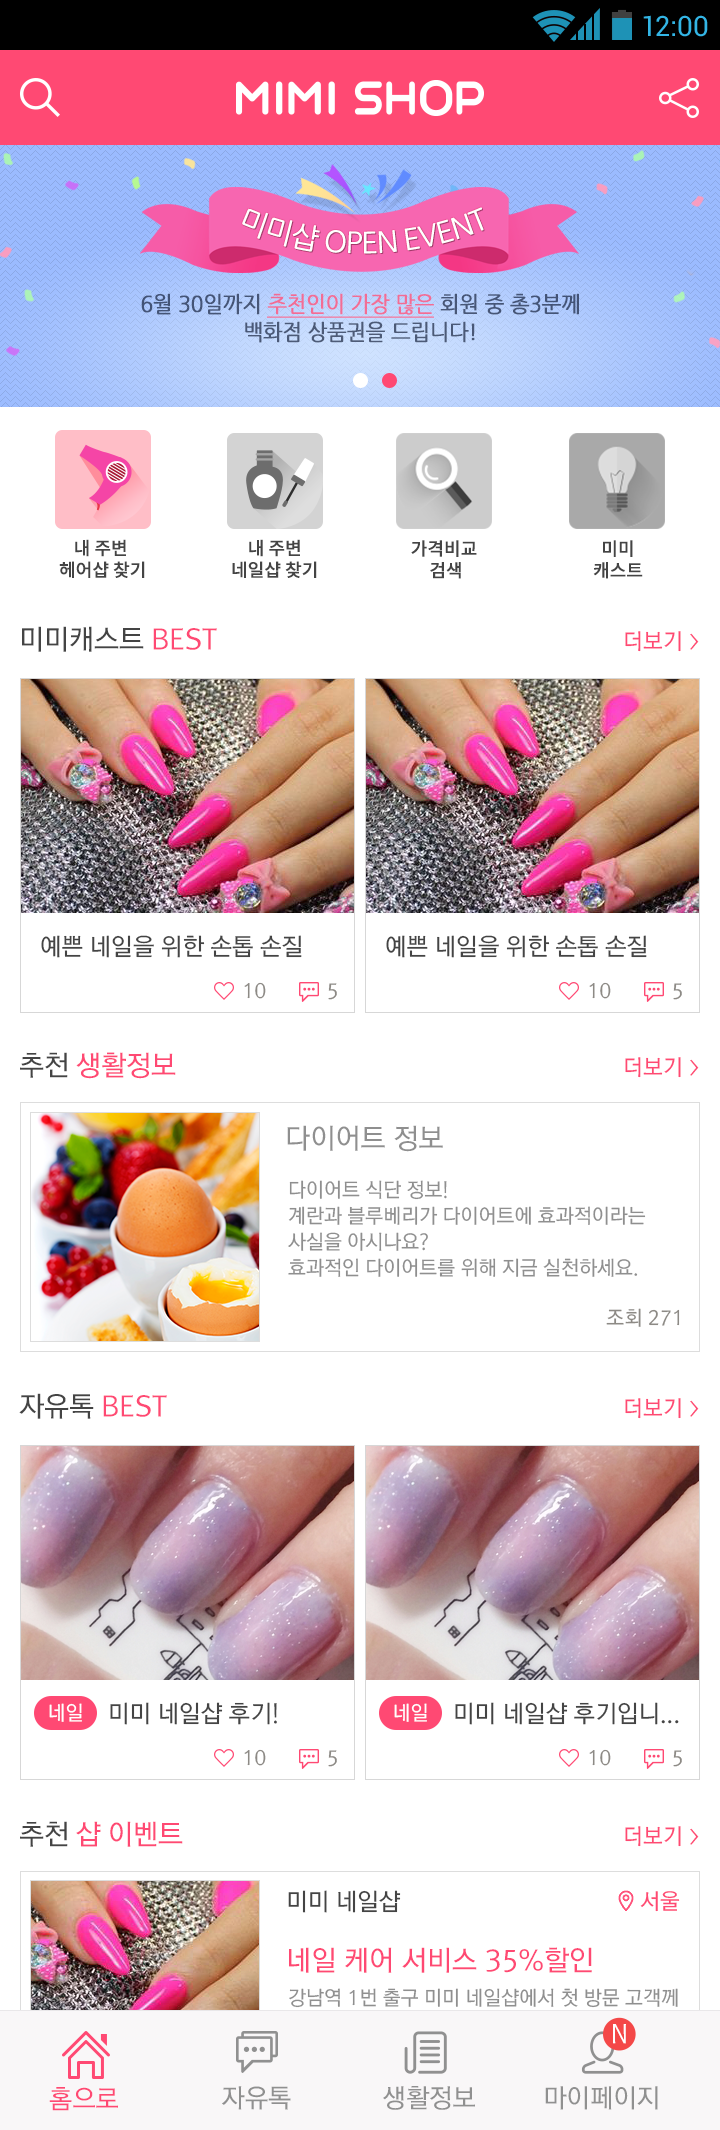 12:00
MIMI SHOP
미미샵 OPEN EVENT
6월 30일까지 추천인이 가장 많은 회원 중 총3분께
백화점 상품권을 드립니다!
내 주변
헤어샵 찾기
내 주변
네일샵 찾기
가격비교
검색
미미
캐스트
미미캐스트 BEST
더보기
예쁜 네일을 위한 손톱 손질
10 5
예쁜 네일을 위한 손톱 손질
10 5
추천 생활정보
더보기
다이어트 정보
다이어트 식단 정보!
계란과 블루베리가 다이어트에 효과적이라는
사실을 아시나요?
효과적인 다이어트를 위해 지금 실천하세요.
조회 271
자유톡 BEST
더보기
네일 미미 네일샵 후기!
10 5
네일 미미 네일샵 후기입니...
10 5
추천 샵 이벤트
더보기
미미 네일샵
서울
네일 케어 서비스 35%할인
강남역 1번 출구 미미 네일샵에서 첫 방문 고객께
홈으로
자유톡
생활정보
N
마이페이지